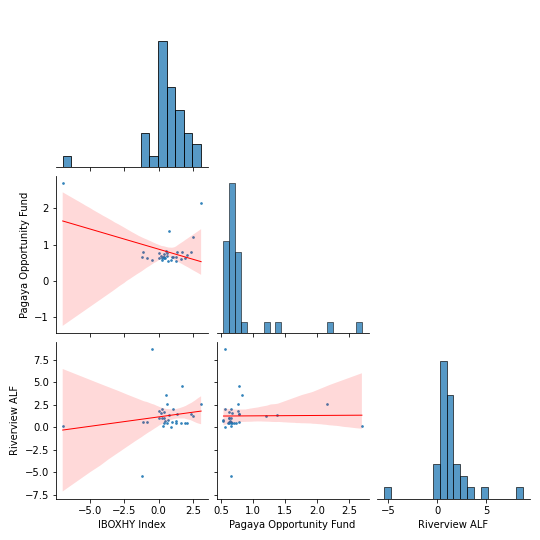 Pagaya Opportunity Fund
2
1
0
−1
Riverview ALF
7.5
5.0
2.5
0.0
−2.5
−5.0
−7.5
−5.0 −2.5 0.0 2.5
0.5 1.0 1.5 2.0 2.5
−5 0 5
IBOXHY Index
Pagaya Opportunity Fund
Riverview ALF